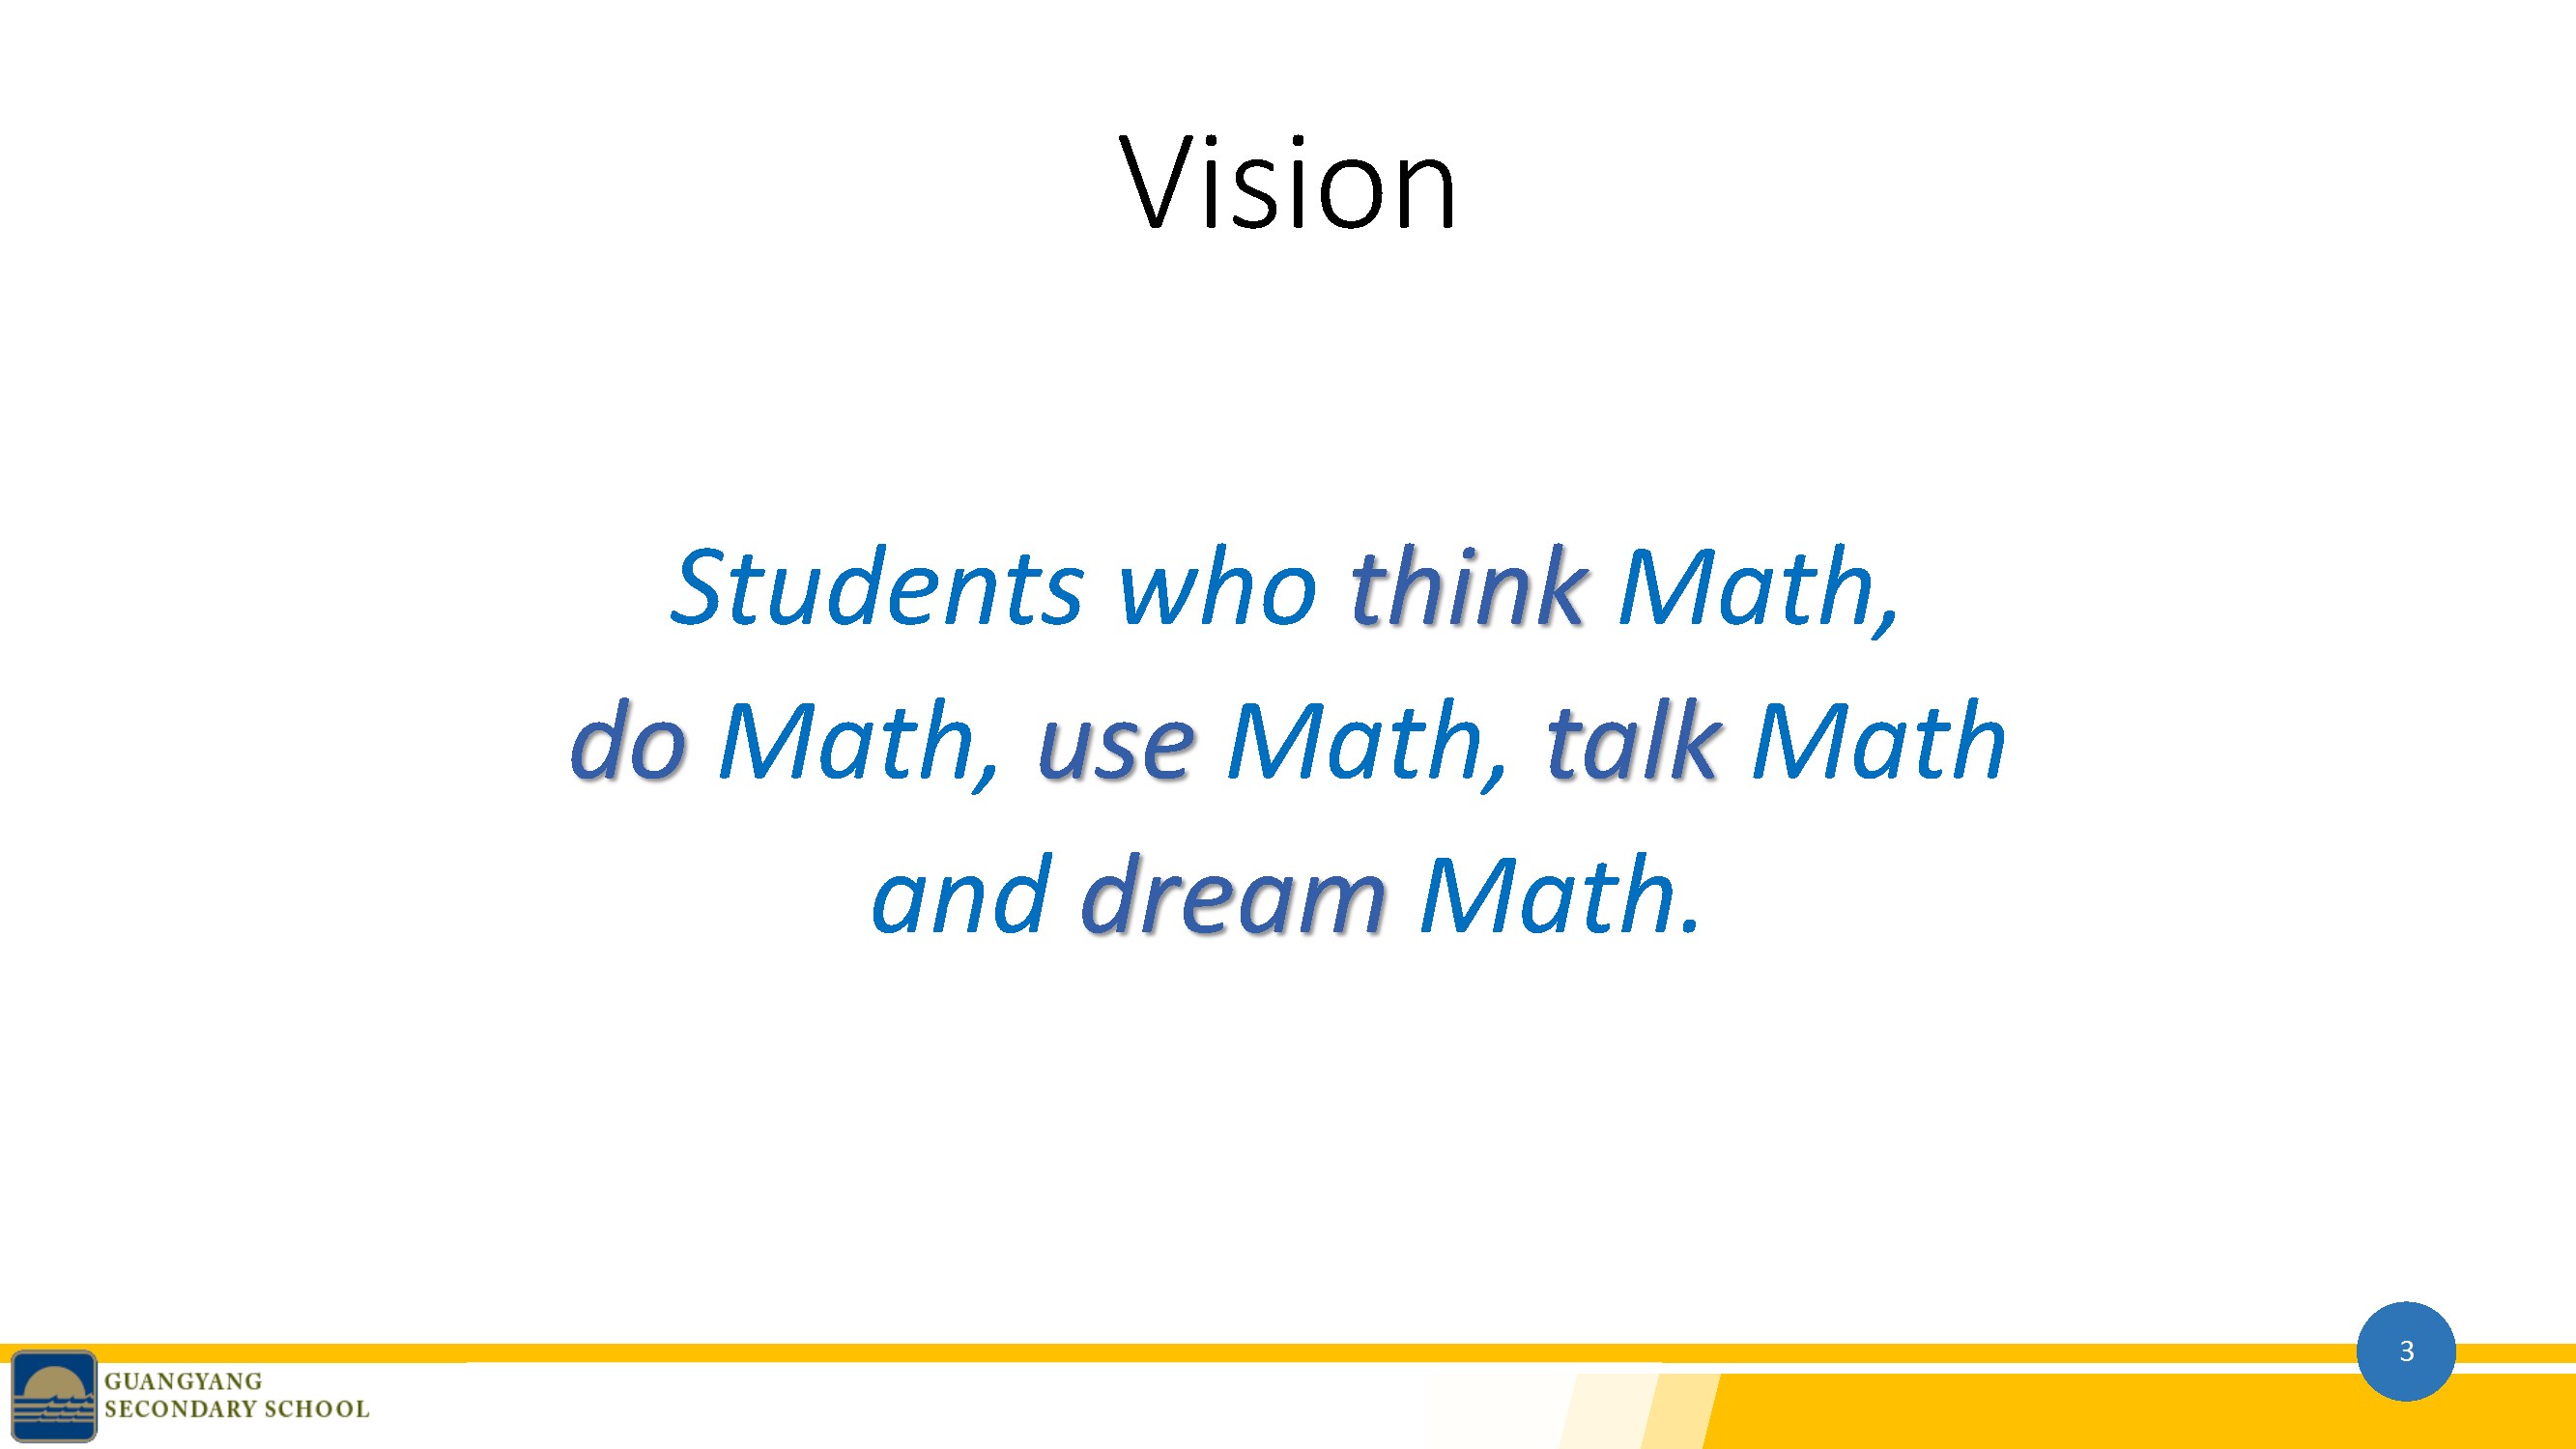 Vision
Students who think Math,
do Math, use Math, talk Math
and dream Math.
3
GUANGYANG
SECONDARY SCHOOL